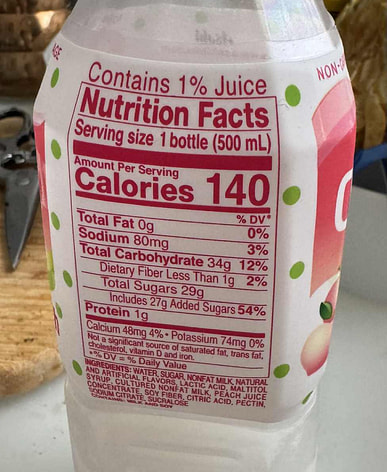 Contains 1% Juice
Nutrition Facts
Serving size 1 bottle (500 mL)
Amount Per Serving
Calories 140
% DV*
Total Fat 0g 0%
Sodium 80mg 3%
Total Carbohydrate 34g 12%
Dietary Fiber Less Than 1g 2%
Total Sugars 29g
Includes 27g Added Sugars 54%
Protein 1g
Calcium 48mg 4% • Potassium 74mg 0%
Not a significant source of saturated fat, trans fat,
cholesterol, vitamin D and iron.
*% DV = % Daily Value
INGREDIENTS: WATER, SUGAR, NONFAT MILK, NATURAL
AND ARTIFICIAL FLAVORS, LACTIC ACID, MALTITOL
SYRUP, CULTURED NONFAT MILK, PEACH JUICE
CONCENTRATE, SOY FIBER, CITRIC ACID, PECTIN,
SODIUM CITRATE, SUCRALOSE
CONTAINS: MILK AND SOY
NON-